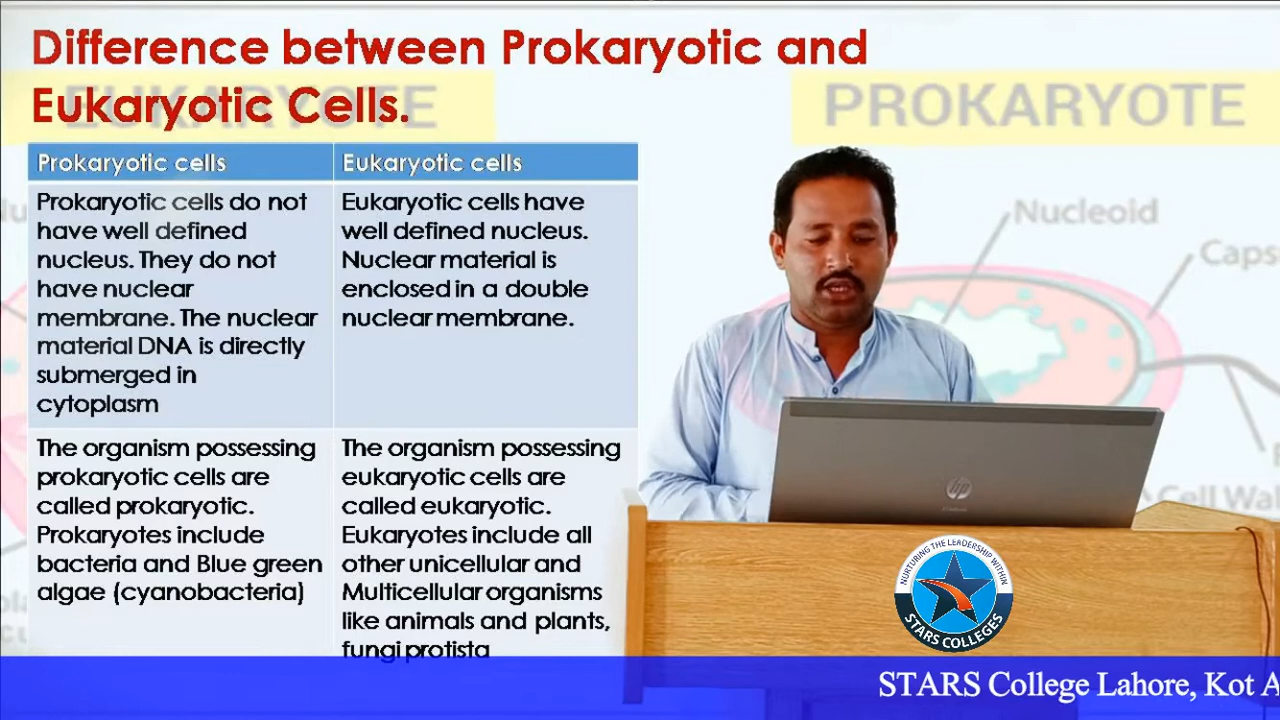 Difference between Prokaryotic and
Eukaryotic Cells.
EUKARYOTE
PROKARYOTE
Prokaryotic cells
Eukaryotic cells
Prokaryotic cells do not
have well defined
nucleus. They do not
have nuclear
membrane. The nuclear
material DNA is directly
submerged in
cytoplasm
Eukaryotic cells have
well defined nucleus.
Nuclear material is
enclosed in a double
nuclear membrane.
The organism possessing
prokaryotic cells are
called prokaryotic.
Prokaryotes include
bacteria and Blue green
algae (cyanobacteria)
The organism possessing
eukaryotic cells are
called eukaryotic.
Eukaryotes include all
other unicellular and
Multicellular organisms
like animals and plants,
fungi protista
Nucleoid
Caps
Cell Wa
hp
NURTURING THE LEADERSHIP WITHIN
STARS COLLEGES
STARS College Lahore, Kot A